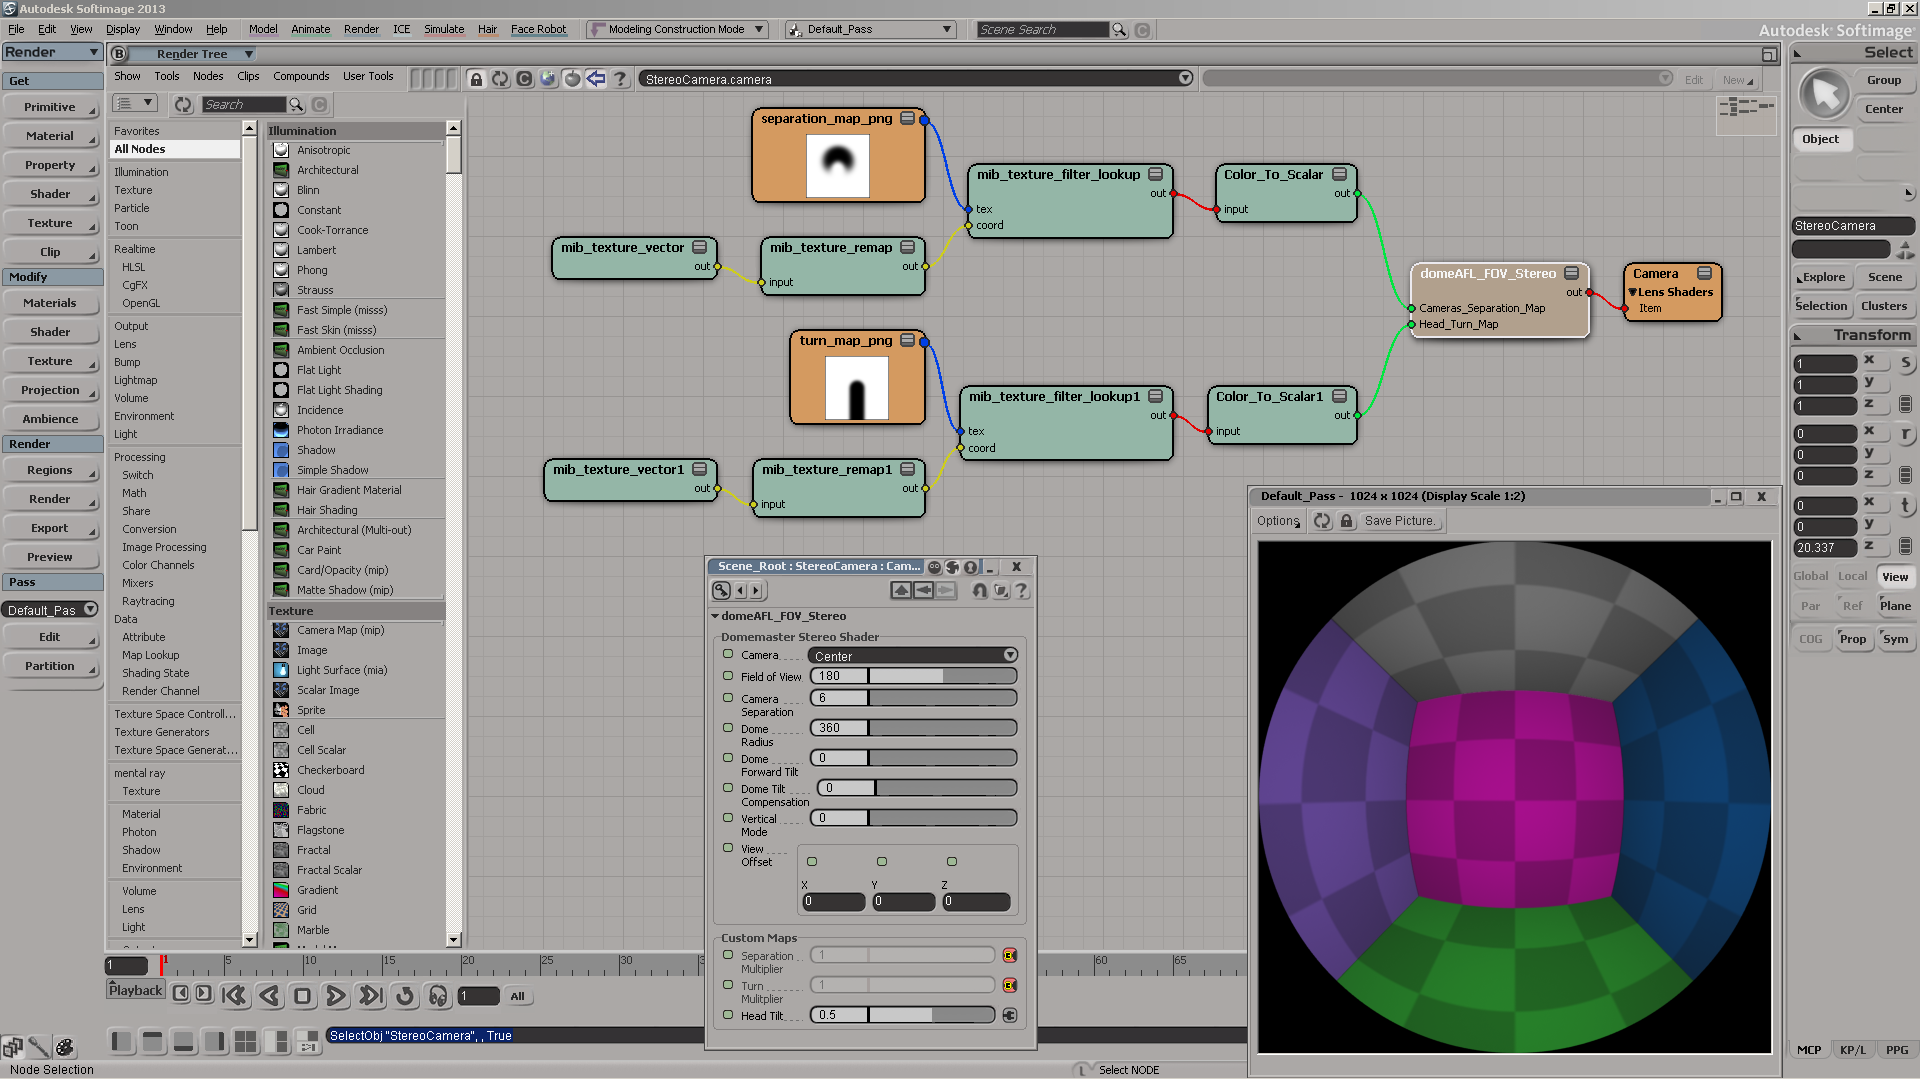 Autodesk Softimage 2013
File Edit View Display Window Help Model Animate Render ICE Simulate Hair Face Robot Modeling Construction Mode Default_Pass Scene Search Autodesk® Softimage®
Render
B Render Tree
Select
Show Tools Nodes Clips Compounds User Tools StereoCamera.camera Edit New
Get
Primitive
Material
Property
Shader
Texture
Clip
Modify
Materials
Shader
Texture
Projection
Ambience
Render
Regions
Render
Export
Preview
Pass
Default_Pas
Edit
Partition
Search
Favorites
All Nodes
Illumination
Texture
Particle
Toon
Realtime
HLSL
CgFX
OpenGL
Output
Lens
Bump
Lightmap
Volume
Environment
Light
Processing
Switch
Math
Share
Conversion
Image Processing
Color Channels
Mixers
Raytracing
Data
Attribute
Map Lookup
Shading State
Render Channel
Texture Space Controll...
Texture Generators
Texture Space Generat...
mental ray
Texture
Material
Photon
Shadow
Environment
Volume
Lens
Light
Illumination
Anisotropic
Architectural
Blinn
Constant
Cook-Torrance
Lambert
Phong
Strauss
Fast Simple (misss)
Fast Skin (misss)
Ambient Occlusion
Flat Light
Flat Light Shading
Incidence
Photon Irradiance
Shadow
Simple Shadow
Hair Gradient Material
Hair Shading
Architectural (Multi-out)
Car Paint
Card/Opacity (mip)
Matte Shadow (mip)
Texture
Camera Map (mip)
Image
Light Surface (mia)
Scalar Image
Sprite
Cell
Cell Scalar
Checkerboard
Cloud
Fabric
Flagstone
Fractal
Fractal Scalar
Gradient
Grid
Marble
separation_map_png
mib_texture_vector
out
mib_texture_remap
out
input
mib_texture_filter_lookup
out
tex
coord
Color_To_Scalar
out
input
turn_map_png
mib_texture_vector1
out
mib_texture_remap1
out
input
mib_texture_filter_lookup1
out
tex
coord
Color_To_Scalar1
out
input
domeAFL_FOV_Stereo
out
Cameras_Separation_Map
Head_Turn_Map
Camera
Lens Shaders
Item
Scene_Root : StereoCamera : Cam...
domeAFL_FOV_Stereo
Domemaster Stereo Shader
Camera Center
Field of View 180
Camera Separation 6
Dome Radius 360
Dome Forward Tilt 0
Dome Tilt Compensation 0
Vertical Mode 0
View Offset
X Y Z
0 0 0
Custom Maps
Separation Multiplier 1
Turn Mulitplier 1
Head Tilt 0.5
Default_Pass - 1024 x 1024 (Display Scale 1:2)
Options Save Picture.
Group
Center
Object
StereoCamera
Explore Scene
Selection Clusters
Transform
1 x s
1 y
1 z
0 x r
0 y
0 z
0 x t
0 y
20.337 z
Global Local View
Par Ref Plane
COG Prop Sym
1 1 5 10 15 20 25 30 60 65
Playback 1 All
SelectObj "StereoCamera", , True
MCP KP/L PPG
Node Selection
L Select NODE